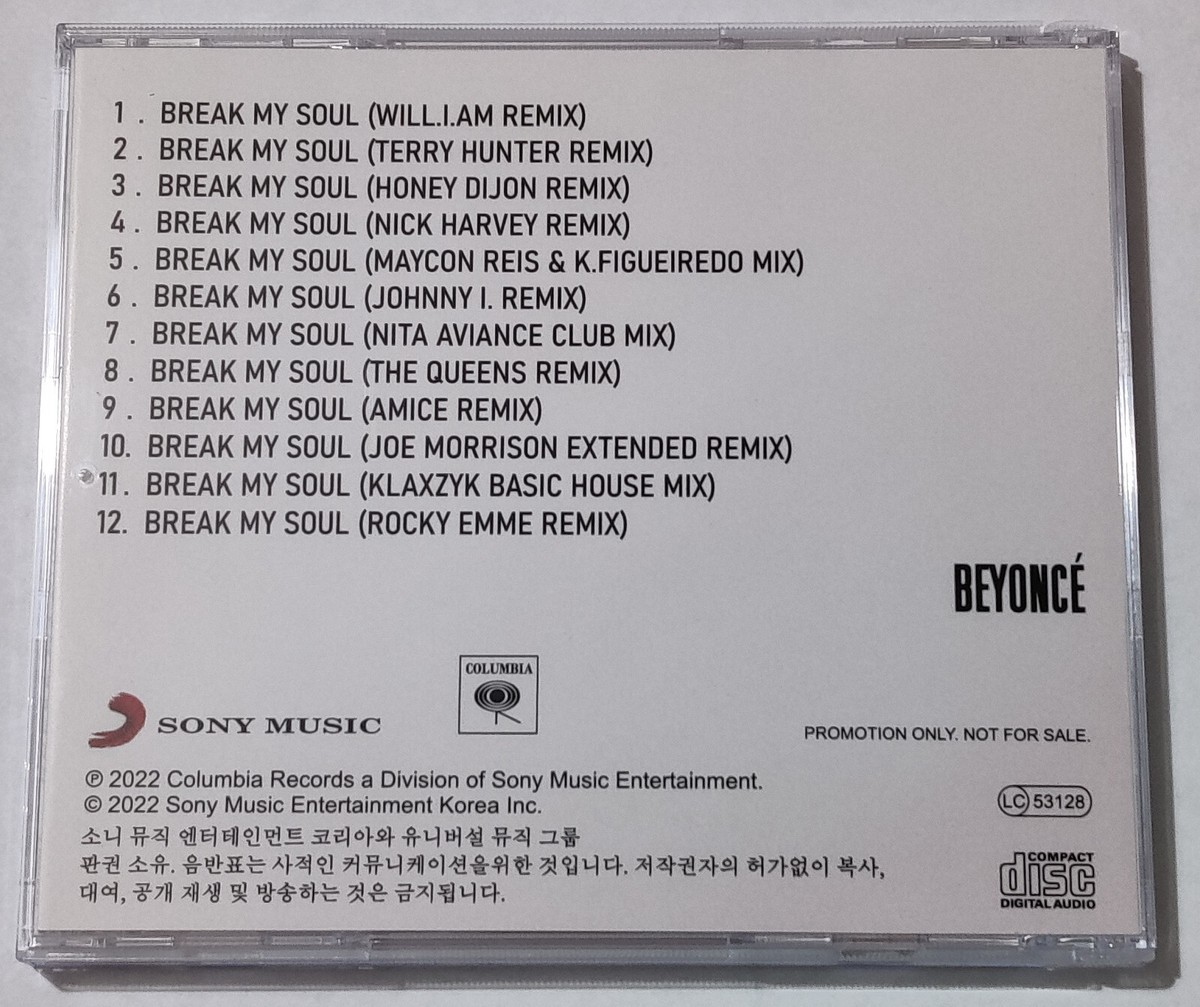 1 . BREAK MY SOUL (WILL.I.AM REMIX)
2 . BREAK MY SOUL (TERRY HUNTER REMIX)
3 . BREAK MY SOUL (HONEY DIJON REMIX)
4 . BREAK MY SOUL (NICK HARVEY REMIX)
5 . BREAK MY SOUL (MAYCON REIS & K.FIGUEIREDO MIX)
6 . BREAK MY SOUL (JOHNNY I. REMIX)
7 . BREAK MY SOUL (NITA AVIANCE CLUB MIX)
8 . BREAK MY SOUL (THE QUEENS REMIX)
9 . BREAK MY SOUL (AMICE REMIX)
10. BREAK MY SOUL (JOE MORRISON EXTENDED REMIX)
11. BREAK MY SOUL (KLAXZYK BASIC HOUSE MIX)
12. BREAK MY SOUL (ROCKY EMME REMIX)
BEYONCÉ
COLUMBIA
SONY MUSIC
PROMOTION ONLY. NOT FOR SALE.
℗ 2022 Columbia Records a Division of Sony Music Entertainment.
© 2022 Sony Music Entertainment Korea Inc.
LC 53128
소니 뮤직 엔터테인먼트 코리아와 유니버설 뮤직 그룹
판권 소유. 음반표는 사적인 커뮤니케이션을위한 것입니다. 저작권자의 허가없이 복사,
대여, 공개 재생 및 방송하는 것은 금지됩니다.
COMPACT
disc
DIGITAL AUDIO